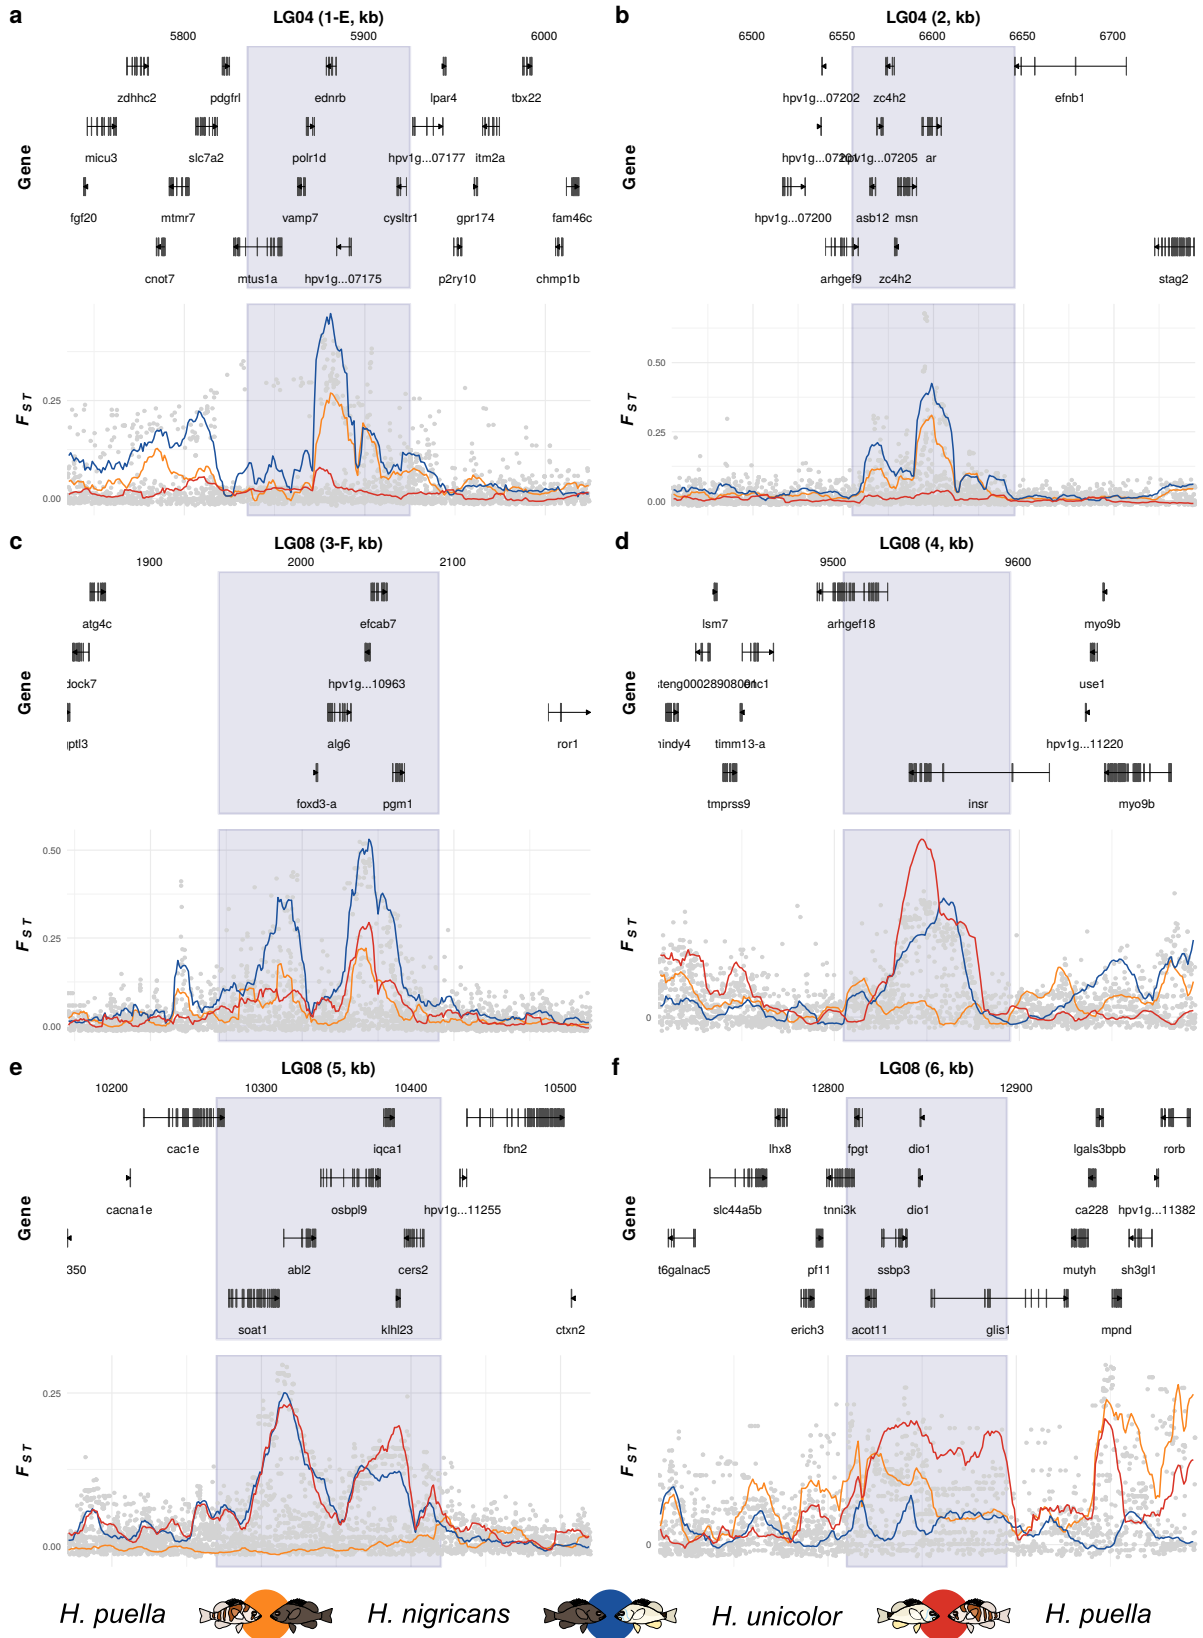 a
LG04 (1-E, kb)
5800 5900 6000
Gene
zdhhc2 pdgfrl ednrb lpar4 tbx22
micu3 slc7a2 polr1d hpv1g...07177 itm2a
fgf20 mtmr7 vamp7 cysltr1 gpr174 fam46c
cnot7 mtus1a hpv1g...07175 p2ry10 chmp1b
FST
0.25
0.00
b
LG04 (2, kb)
6500 6550 6600 6650 6700
Gene
hpv1g...07202 zc4h2 efnb1
hpv1g...07201 hpv1g...07205 ar
hpv1g...07200 asb12 msn
arhgef9 zc4h2 stag2
FST
0.50
0.25
0.00
c
LG08 (3-F, kb)
1900 2000 2100
Gene
atg4c efcab7
dock7 hpv1g...10963
ptl3 alg6 ror1
foxd3-a pgm1
FST
0.50
0.25
0.00
d
LG08 (4, kb)
9500 9600
Gene
lsm7 arhgef18 myo9b
steng00028908001 use1
hindy4 timm13-a hpv1g...11220
tmprss9 insr myo9b
FST
0
e
LG08 (5, kb)
10200 10300 10400 10500
Gene
cac1e iqca1 fbn2
cacna1e osbpl9 hpv1g...11255
350 abl2 cers2
soat1 klhl23 ctxn2
FST
0.25
0.00
f
LG08 (6, kb)
12800 12900
Gene
lhx8 fpgt dio1 lgals3bpb rorb
slc44a5b tnni3k dio1 ca228 hpv1g...11382
t6galnac5 pf11 ssbp3 mutyh sh3gl1
erich3 acot11 glis1 mpnd
FST
0
H. puella H. nigricans H. unicolor H. puella